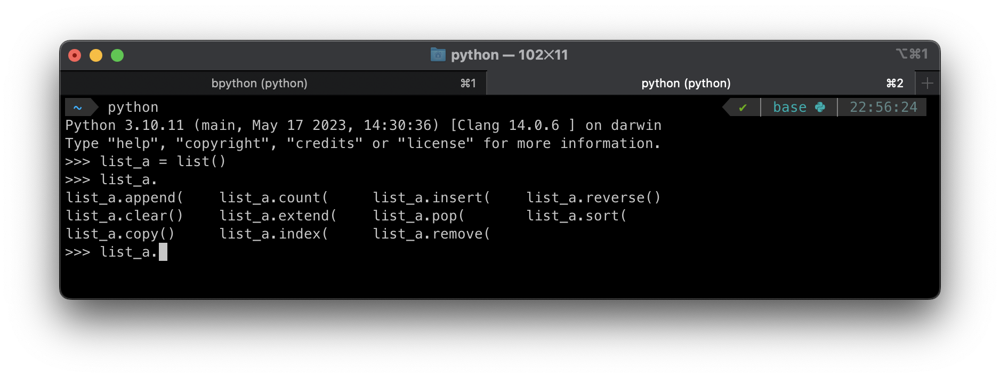 python — 102×11 ⌥⌘1
bpython (python) ⌘1 python (python) ⌘2
~ python ✔ base 22:56:24
Python 3.10.11 (main, May 17 2023, 14:30:36) [Clang 14.0.6 ] on darwin
Type "help", "copyright", "credits" or "license" for more information.
>>> list_a = list()
>>> list_a.
list_a.append( list_a.count( list_a.insert( list_a.reverse()
list_a.clear() list_a.extend( list_a.pop( list_a.sort(
list_a.copy() list_a.index( list_a.remove(
>>> list_a.